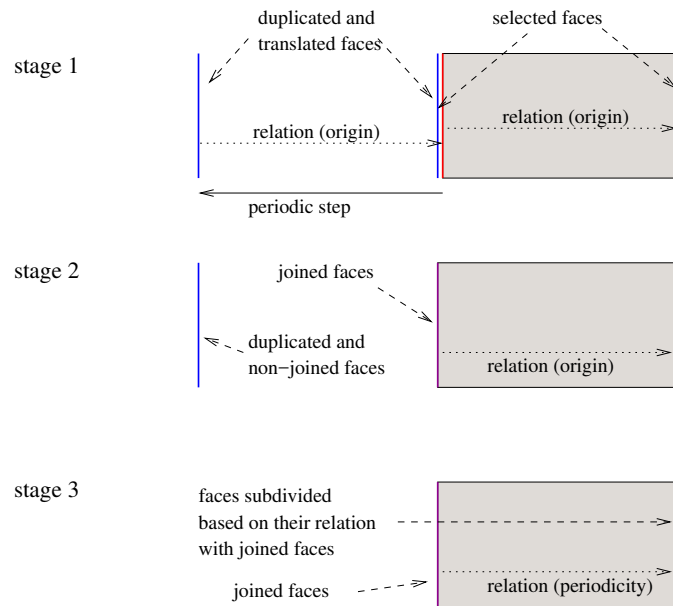 stage 1
duplicated and
translated faces
selected faces
relation (origin)
relation (origin)
periodic step
stage 2
joined faces
duplicated and
non−joined faces
relation (origin)
stage 3
faces subdivided
based on their relation
with joined faces
joined faces
relation (periodicity)